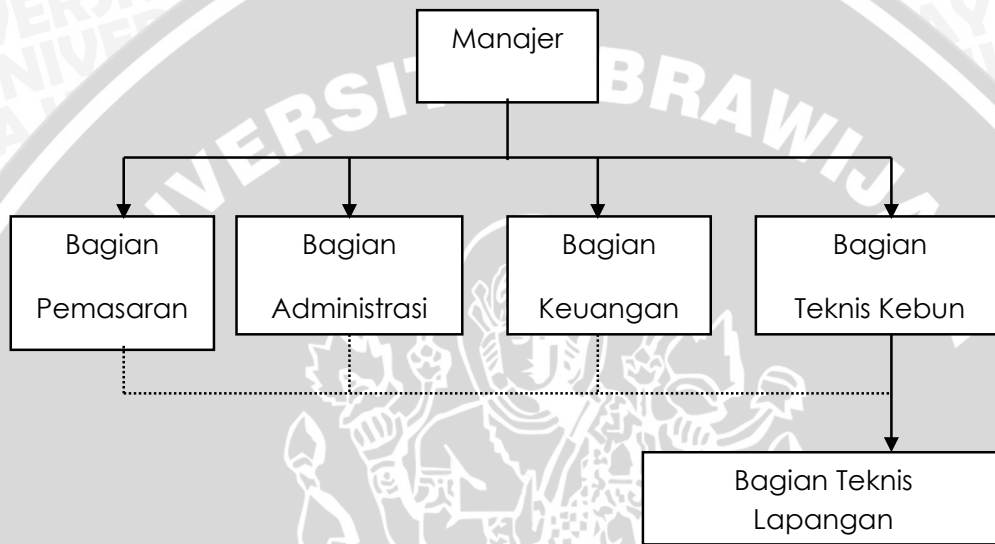 Manajer
Bagian
Pemasaran
Bagian
Administrasi
Bagian
Keuangan
Bagian
Teknis Kebun
Bagian Teknis
Lapangan